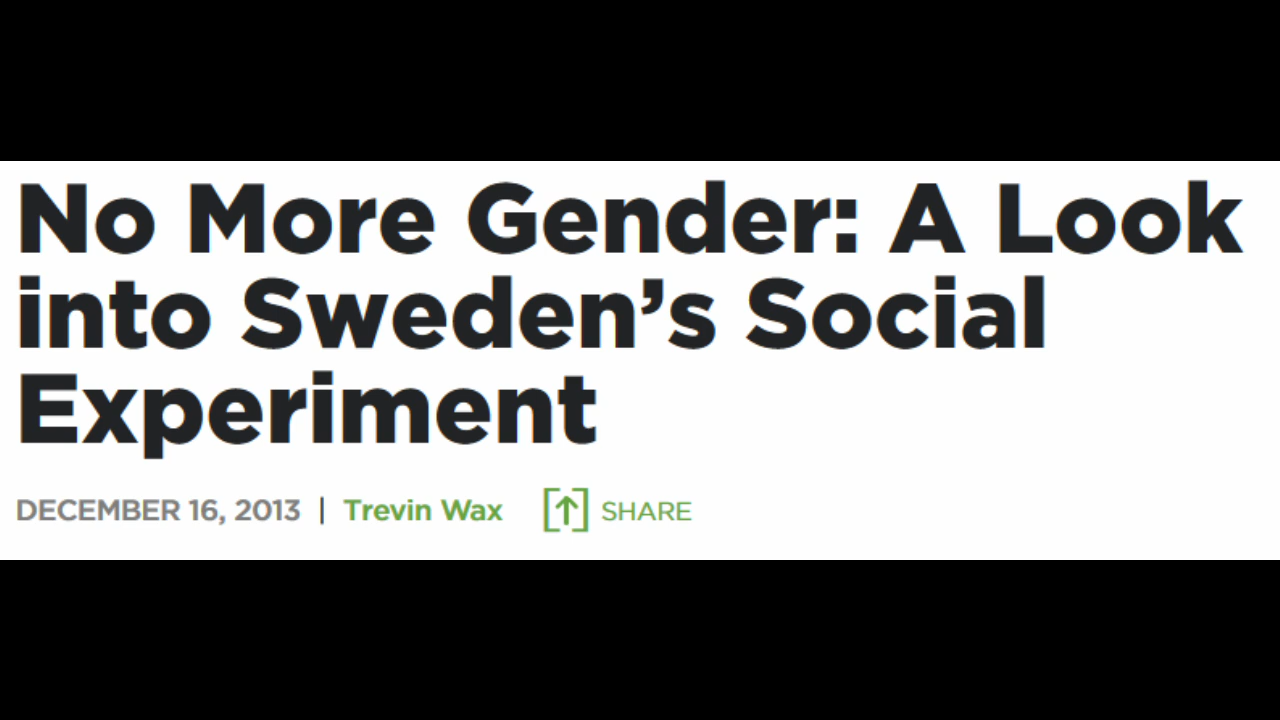 No More Gender: A Look
into Sweden’s Social
Experiment
DECEMBER 16, 2013 | Trevin Wax SHARE